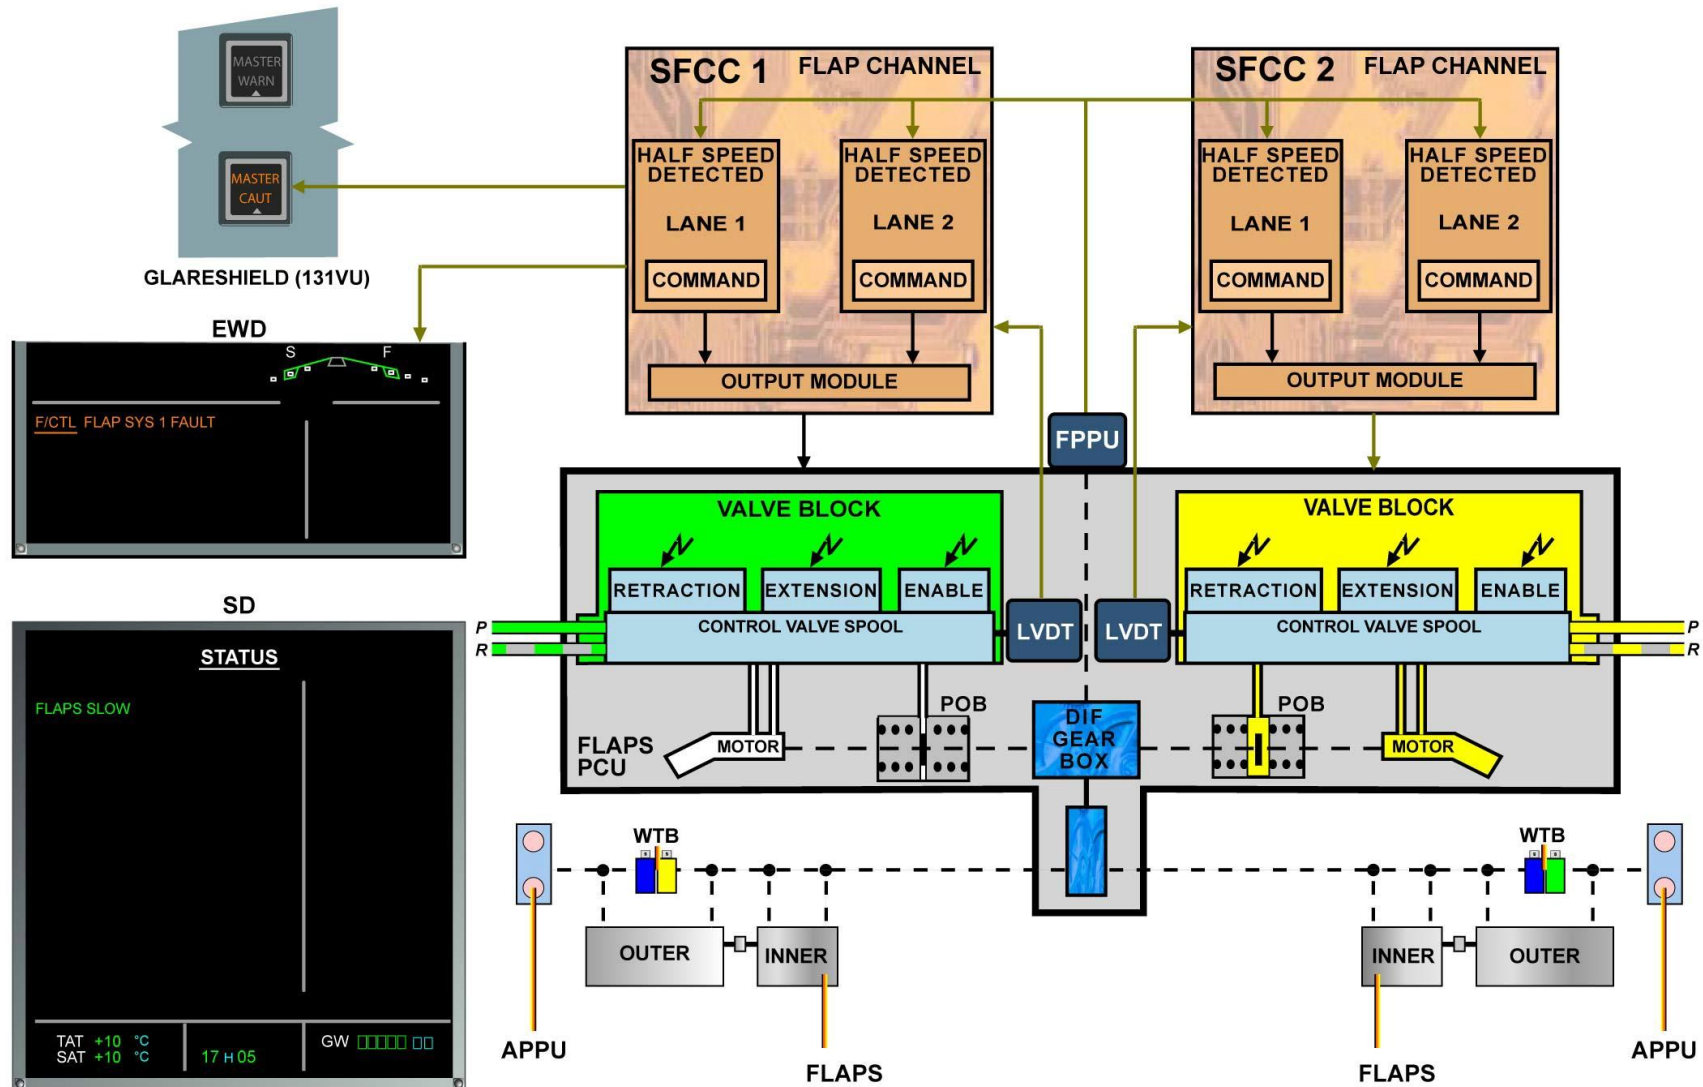 MASTER
WARN
MASTER
CAUT
GLARESHIELD (131VU)
EWD
S F
F/CTL FLAP SYS 1 FAULT
SD
STATUS
FLAPS SLOW
TAT +10 °C
SAT +10 °C
17 H 05
GW
SFCC 1 FLAP CHANNEL
HALF SPEED
DETECTED
LANE 1
COMMAND
HALF SPEED
DETECTED
LANE 2
COMMAND
OUTPUT MODULE
SFCC 2 FLAP CHANNEL
HALF SPEED
DETECTED
LANE 1
COMMAND
HALF SPEED
DETECTED
LANE 2
COMMAND
OUTPUT MODULE
FPPU
VALVE BLOCK
RETRACTION EXTENSION ENABLE
CONTROL VALVE SPOOL
P
R
LVDT
LVDT
VALVE BLOCK
RETRACTION EXTENSION ENABLE
CONTROL VALVE SPOOL
P
R
POB
DIF
GEAR
BOX
POB
FLAPS
PCU
MOTOR
MOTOR
WTB
WTB
OUTER
INNER
INNER
OUTER
APPU
FLAPS
FLAPS
APPU